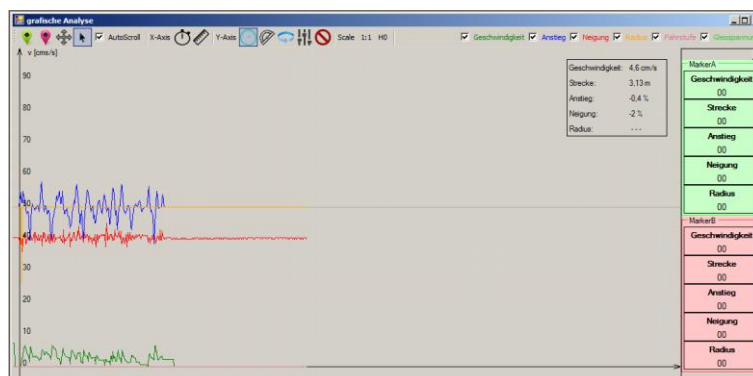 grafische Analyse
AutoScroll X-Axis Y-Axis Scale 1:1 H0 Geschwindigkeit Anstieg Neigung Radius Fahrstufe Gleisspannun
v [cms/s]
90
80
70
60
50
40
30
20
10
0
Geschwindigkeit: 4,6 cm/s
Strecke: 3,13 m
Anstieg: -0,4 %
Neigung: -2 %
Radius: - - -
MarkerA
Geschwindigkeit
00
Strecke
00
Anstieg
00
Neigung
00
Radius
00
MarkerB
Geschwindigkeit
00
Strecke
00
Anstieg
00
Neigung
00
Radius
00